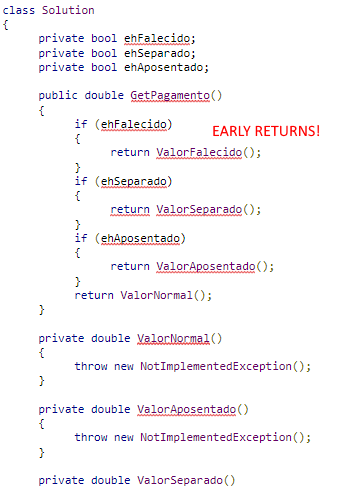 class Solution
{
private bool ehFalecido;
private bool ehSeparado;
private bool ehAposentado;
public double GetPagamento()
{
if (ehFalecido)
EARLY RETURNS!
{
return ValorFalecido();
}
if (ehSeparado)
{
return ValorSeparado();
}
if (ehAposentado)
{
return ValorAposentado();
}
return ValorNormal();
}
private double ValorNormal()
{
throw new NotImplementedException();
}
private double ValorAposentado()
{
throw new NotImplementedException();
}
private double ValorSeparado()